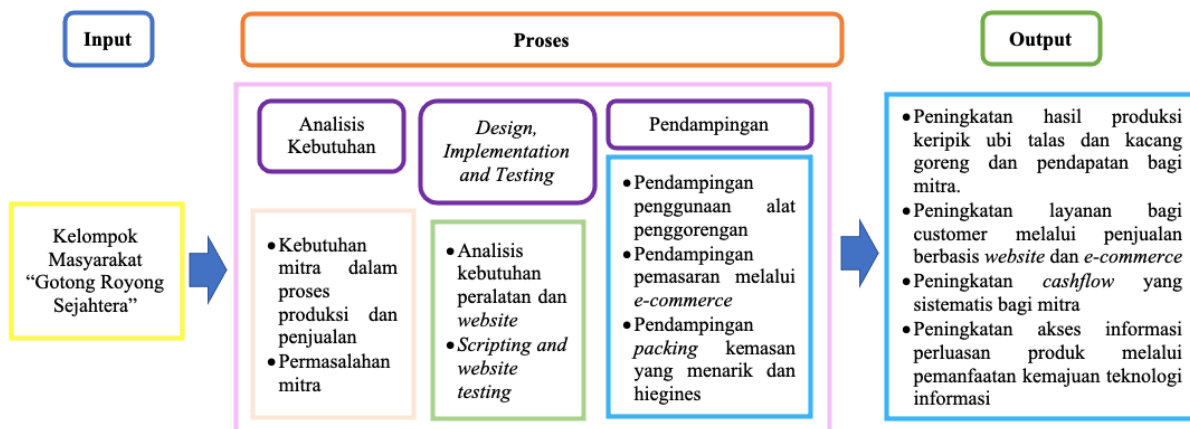 Input
Proses
Output
Kelompok
Masyarakat
“Gotong Royong
Sejahtera”
Analisis
Kebutuhan
•Kebutuhan
mitra dalam
proses
produksi dan
penjualan
•Permasalahan
mitra
Design,
Implementation
and Testing
•Analisis
kebutuhan
peralatan dan
website
•Scripting and
website
testing
Pendampingan
•Pendampingan
penggunaan alat
penggorengan
•Pendampingan
pemasaran melalui
e-commerce
•Pendampingan
packing kemasan
yang menarik dan
hiegines
•Peningkatan hasil produksi
keripik ubi talas dan kacang
goreng dan pendapatan bagi
mitra.
•Peningkatan layanan bagi
customer melalui penjualan
berbasis website dan e-commerce
•Peningkatan cashflow yang
sistematis bagi mitra
•Peningkatan akses informasi
perluasan produk melalui
pemanfaatan kemajuan teknologi
informasi